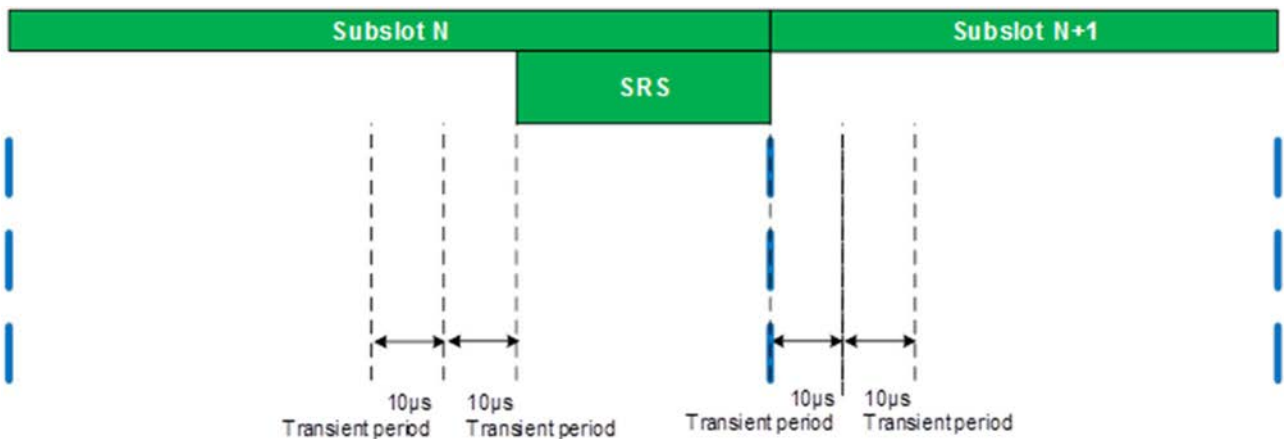 Subslot N
Subslot N+1
SRS
10µs
Transient period
10µs
Transient period
10µs
Transient period
10µs
Transient period